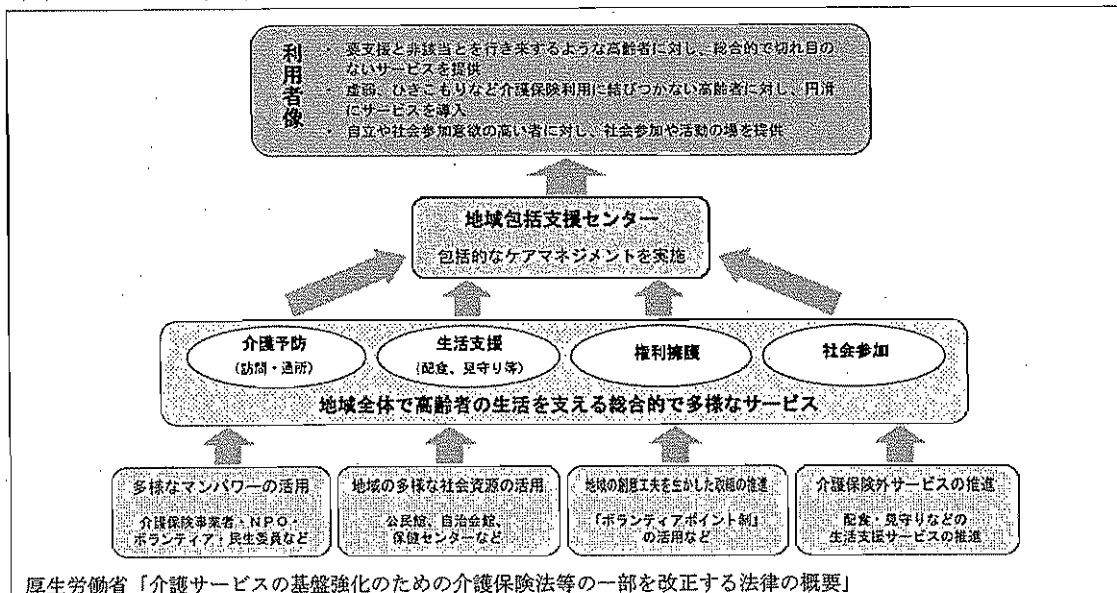 利用者像
・ 要支援と非該当とを行き来するような高齢者に対し、総合的で切れ目の
ないサービスを提供
・ 虚弱、ひきこもりなど介護保険利用に結びつかない高齢者に対し、円滑
にサービスを導入
・ 自立や社会参加意欲の高い者に対し、社会参加や活動の場を提供
地域包括支援センター
包括的なケアマネジメントを実施
介護予防
(訪問・通所)
生活支援
(配食、見守り等)
権利擁護
社会参加
地域全体で高齢者の生活を支える総合的で多様なサービス
多様なマンパワーの活用
介護保険事業者・NPO・
ボランティア・民生委員など
地域の多様な社会資源の活用
公民館、自治会館、
保健センターなど
地域の創意工夫を生かした取組の推進
「ボランティアポイント制」
の活用など
介護保険外サービスの推進
配食・見守りなどの
生活支援サービスの推進
厚生労働省「介護サービスの基盤強化のための介護保険法等の一部を改正する法律の概要」